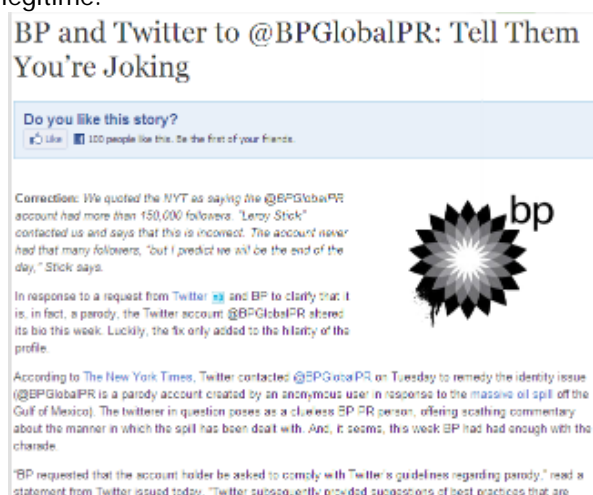 legitime.
BP and Twitter to @BPGlobalPR: Tell Them
You're Joking
Do you like this story?
Like 100 people like this. Be the first of your friends.
Correction: We quoted the NYT as saying the @BPGlobalPR
account had more than 150,000 followers. "Leroy Stick"
contacted us and says that this is incorrect. The account never
had that many followers, "but I predict we will be the end of the
day," Stick says.
bp
In response to a request from Twitter and BP to clarify that it
is, in fact, a parody, the Twitter account @BPGlobalPR altered
its bio this week. Luckily, the fix only added to the hilarity of the
profile.
According to The New York Times, Twitter contacted @BPGlobalPR on Tuesday to remedy the identity issue
(@BPGlobalPR is a parody account created by an anonymous user in response to the massive oil spill off the
Gulf of Mexico). The twitterer in question poses as a clueless BP PR person, offering scathing commentary
about the manner in which the spill has been dealt with. And, it seems, this week BP had had enough with the
charade.
"BP requested that the account holder be asked to comply with Twitter's guidelines regarding parody," read a
statement from Twitter issued today. "Twitter subsequently provided suggestions of best practices that are